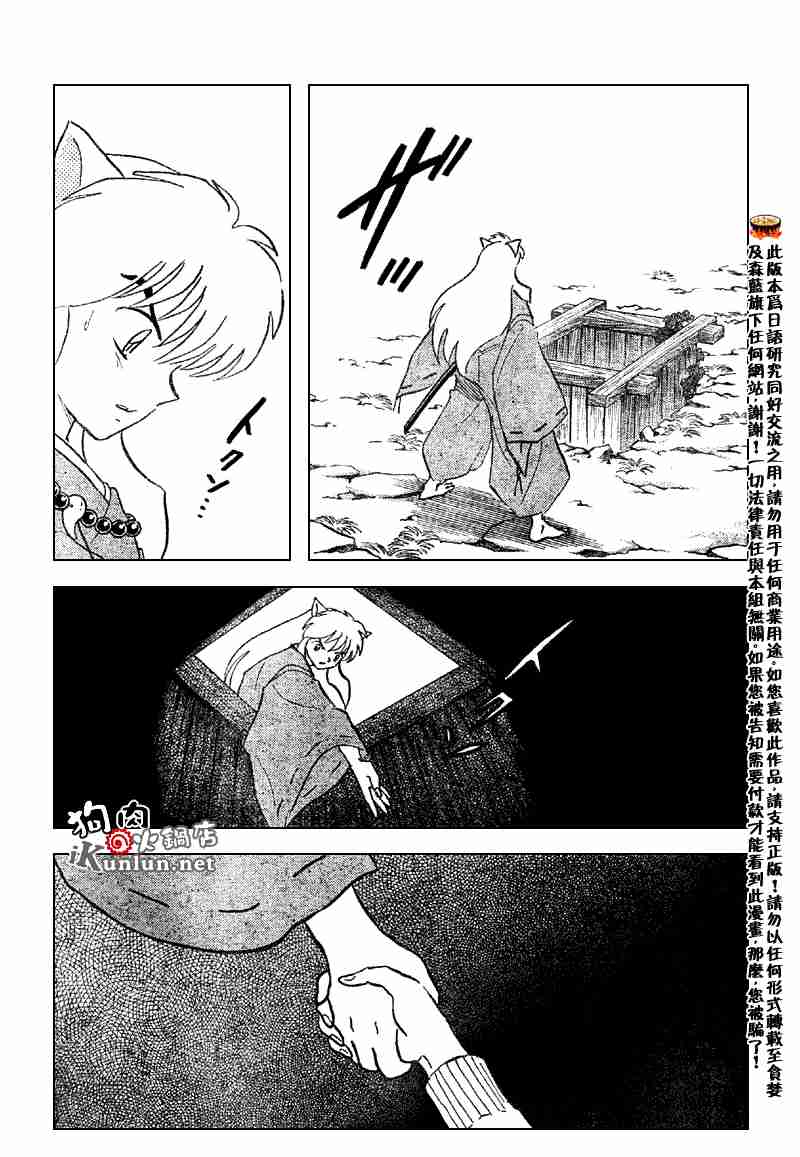 ザッ
クン…
此版本爲日語研究同好交流之用，請勿用于任何商業用途。如您喜歡此作品，請支持正版！請勿以任何形式轉載至貪婪
及森藍旗下任何網站，謝謝！一切法律責任與本組無關。如果您被告知需要付款才能看到此漫畫，那麽，您被騙了！
狗肉火鍋店
iKunlun.net